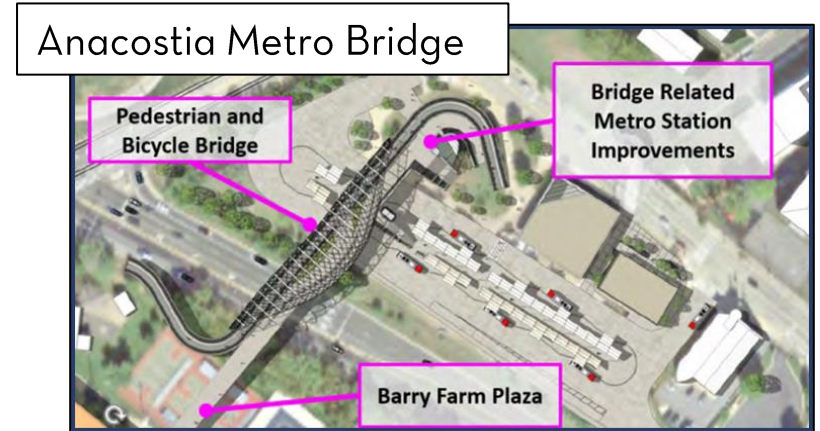 Anacostia Metro Bridge
Pedestrian and
Bicycle Bridge
Bridge Related
Metro Station
Improvements
Barry Farm Plaza